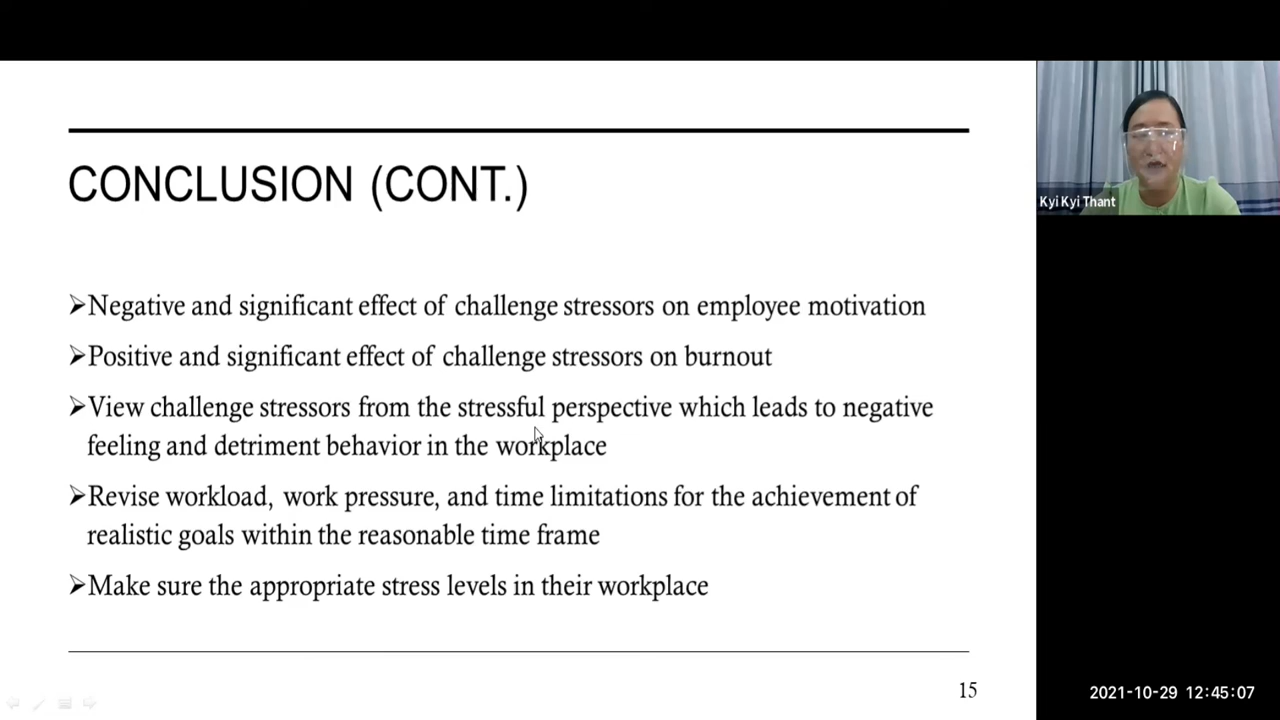 CONCLUSION (CONT.)
➢Negative and significant effect of challenge stressors on employee motivation
➢Positive and significant effect of challenge stressors on burnout
➢View challenge stressors from the stressful perspective which leads to negative
feeling and detriment behavior in the workplace
➢Revise workload, work pressure, and time limitations for the achievement of
realistic goals within the reasonable time frame
➢Make sure the appropriate stress levels in their workplace
15
Kyi Kyi Thant
2021-10-29 12:45:07